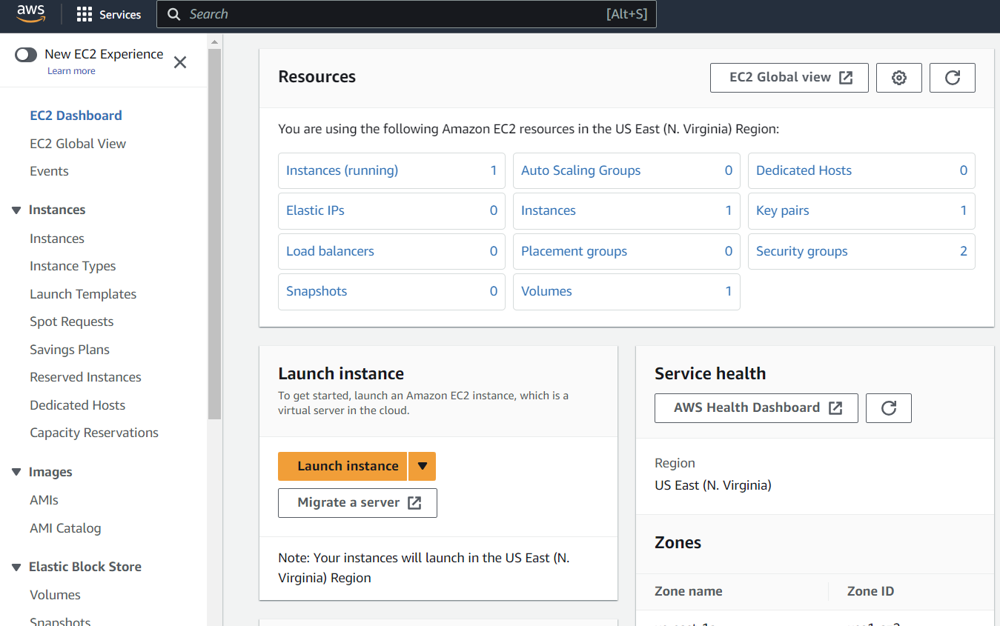 aws
Services
Search
[Alt+S]
New EC2 Experience
Learn more
EC2 Dashboard
EC2 Global View
Events
Instances
Instances
Instance Types
Launch Templates
Spot Requests
Savings Plans
Reserved Instances
Dedicated Hosts
Capacity Reservations
Images
AMIs
AMI Catalog
Elastic Block Store
Volumes
Snapshots
Resources
EC2 Global view
You are using the following Amazon EC2 resources in the US East (N. Virginia) Region:
Instances (running) 1
Auto Scaling Groups 0
Dedicated Hosts 0
Elastic IPs 0
Instances 1
Key pairs 1
Load balancers 0
Placement groups 0
Security groups 2
Snapshots 0
Volumes 1
Launch instance
To get started, launch an Amazon EC2 instance, which is a
virtual server in the cloud.
Launch instance
Migrate a server
Note: Your instances will launch in the US East (N.
Virginia) Region
Service health
AWS Health Dashboard
Region
US East (N. Virginia)
Zones
Zone name
Zone ID